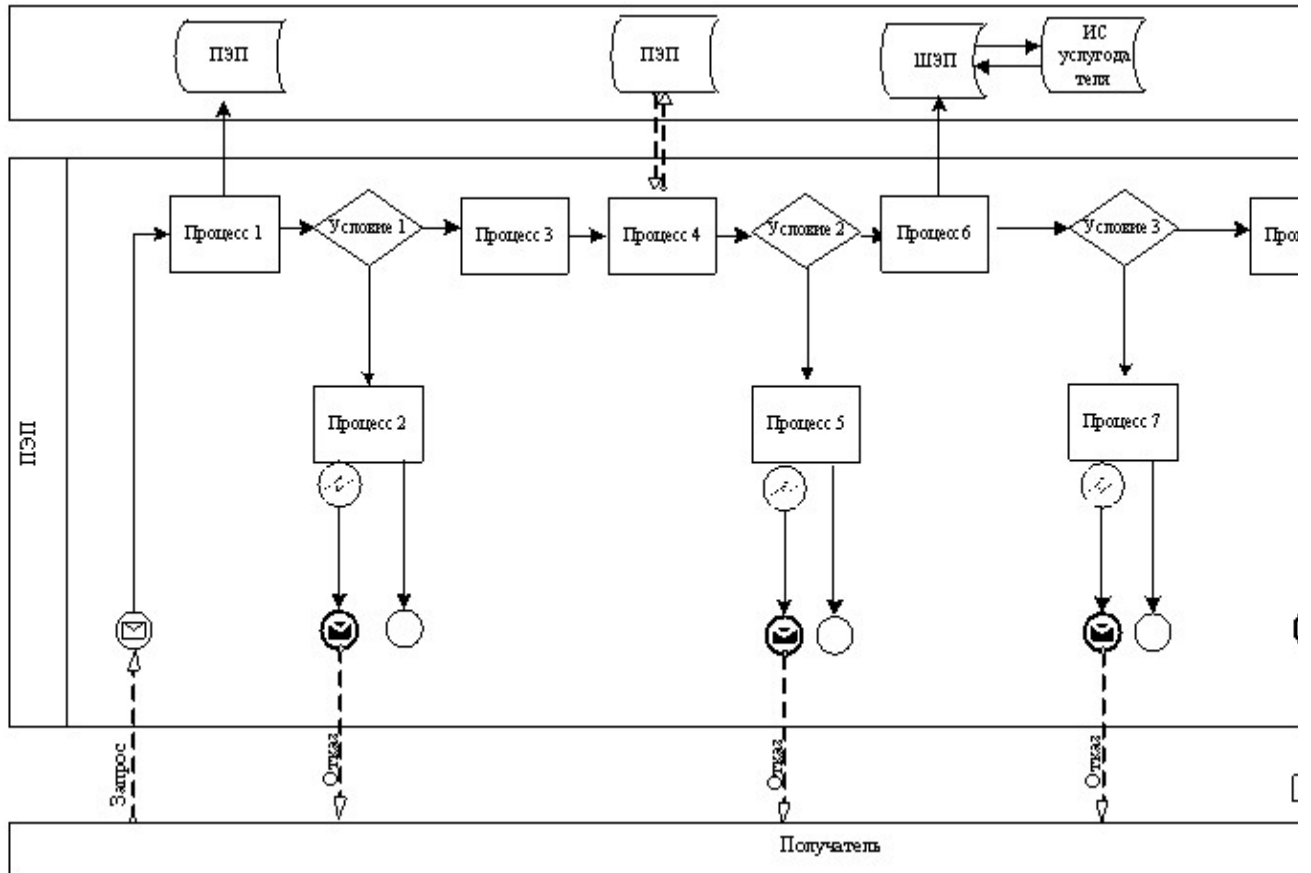 ПЭП
ПЭП
ШЭП
ИС
услугода
теля
ПЭП
Процесс 1
Условие 1
Процесс 3
Процесс 4
Условие 2
Процесс 6
Условие 3
Проц
Процесс 2
Процесс 5
Процесс 7
Запрос
Отказ
Отказ
Отказ
Получатель